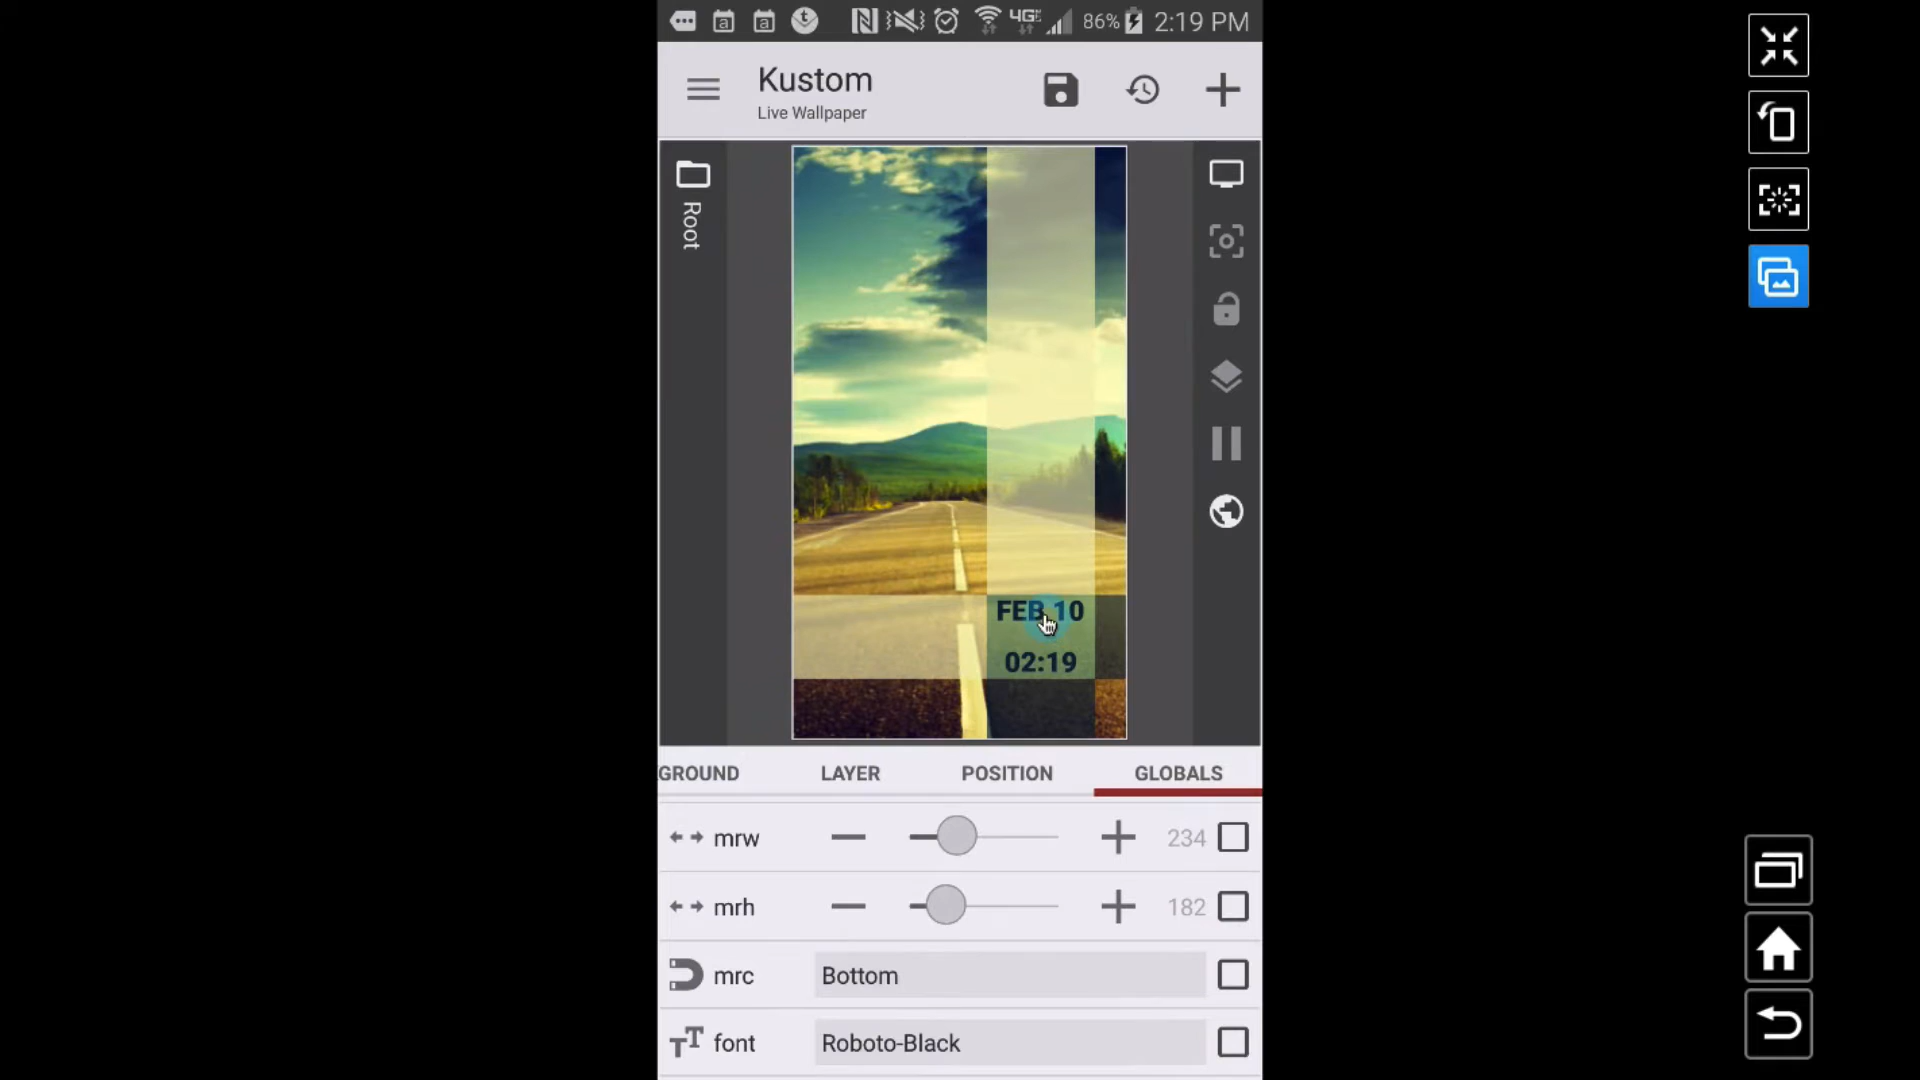 4G
86%
2:19 PM
Kustom
Live Wallpaper
Root
FEB 10
02:19
GROUND
LAYER
POSITION
GLOBALS
mrw
234
mrh
182
mrc
Bottom
font
Roboto-Black